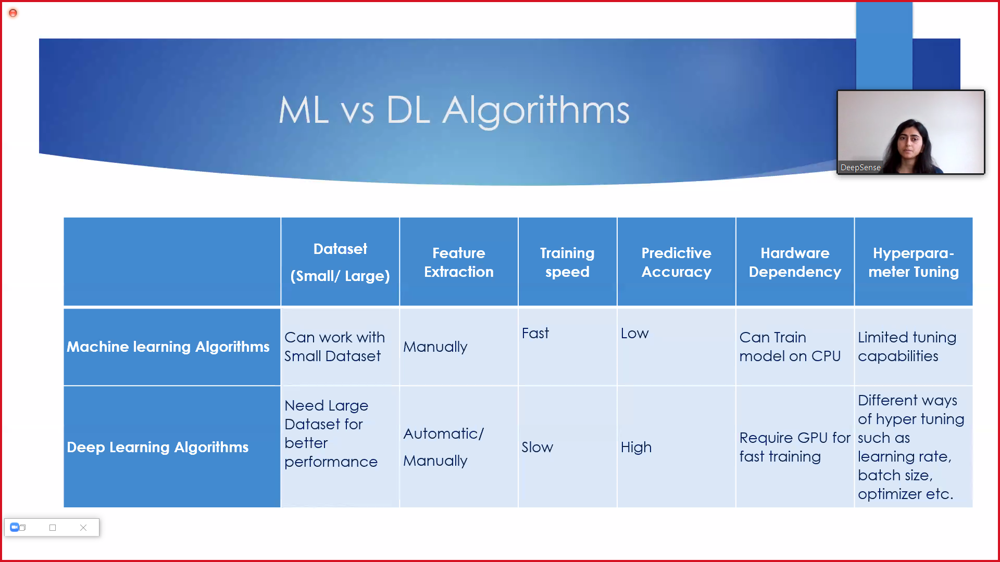 ML vs DL Algorithms
DeepSense
Dataset
(Small/ Large)
Feature
Extraction
Training
speed
Predictive
Accuracy
Hardware
Dependency
Hyperpara-
meter Tuning
Machine learning Algorithms
Can work with
Small Dataset
Manually
Fast
Low
Can Train
model on CPU
Limited tuning
capabilities
Deep Learning Algorithms
Need Large
Dataset for
better
performance
Automatic/
Manually
Slow
High
Require GPU for
fast training
Different ways
of hyper tuning
such as
learning rate,
batch size,
optimizer etc.